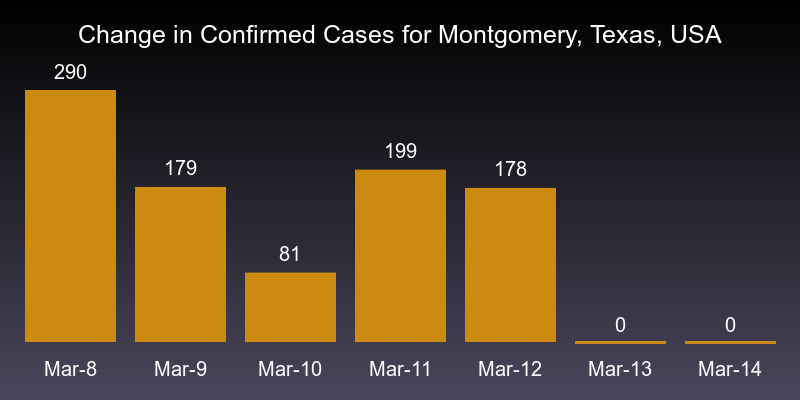 Change in Confirmed Cases for Montgomery, Texas, USA
290
179
81
199
178
0
0
Mar-8
Mar-9
Mar-10
Mar-11
Mar-12
Mar-13
Mar-14